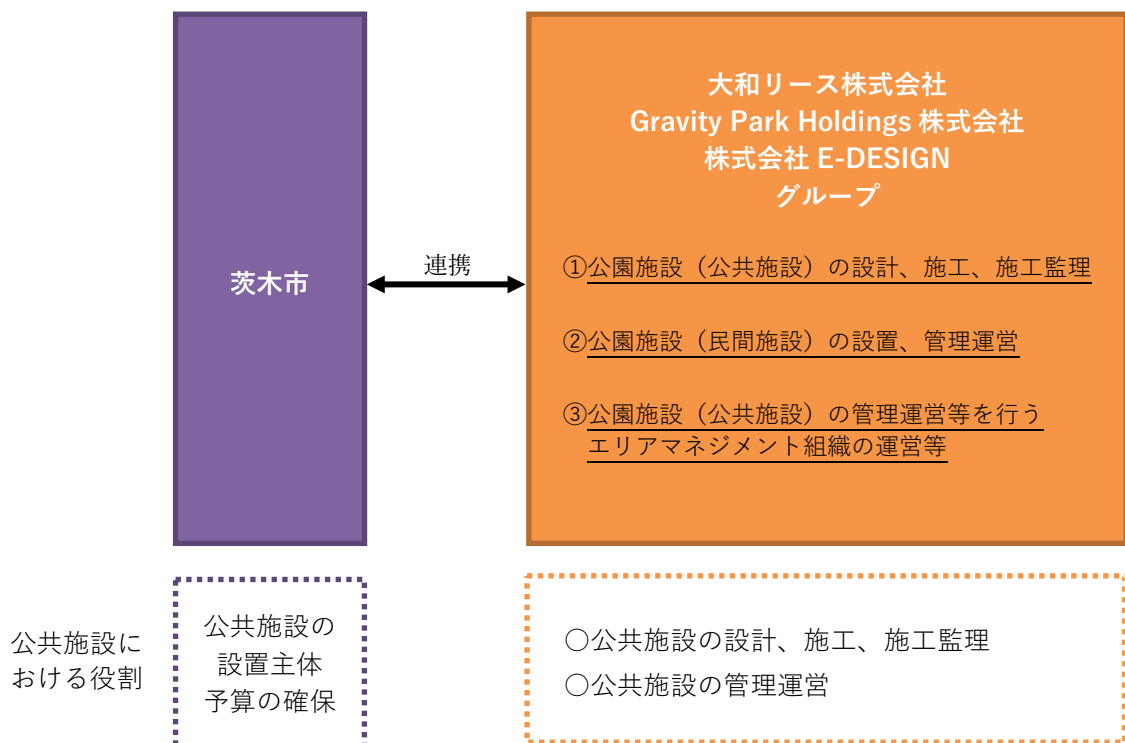 大和リース株式会社
Gravity Park Holdings 株式会社
株式会社 E-DESIGN
グループ
茨木市
連携
①公園施設（公共施設）の設計、施工、施工監理
②公園施設（民間施設）の設置、管理運営
③公園施設（公共施設）の管理運営等を行う
エリアマネジメント組織の運営等
公共施設に
おける役割
公共施設の
設置主体
予算の確保
〇公共施設の設計、施工、施工監理
〇公共施設の管理運営